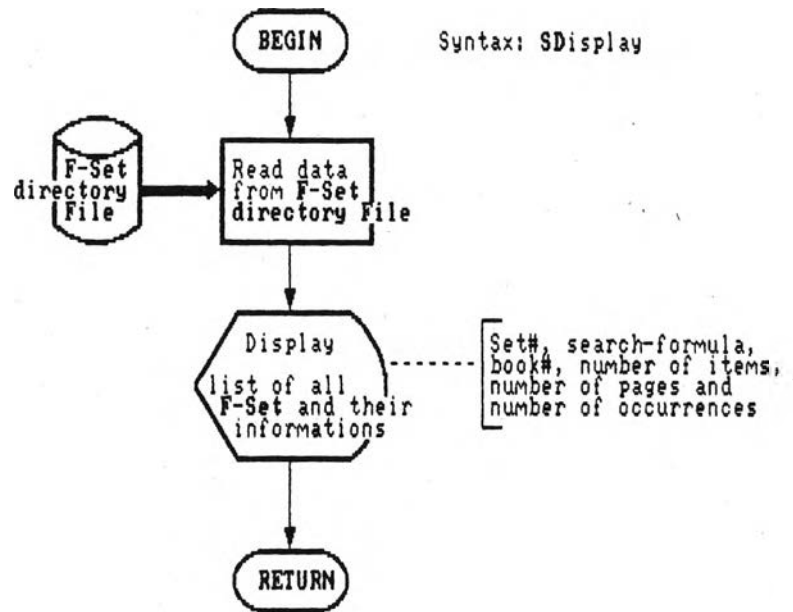 BEGIN
Syntax: SDisplay
F-Set
directory
File
Read data
from F-Set
directory File
Display
list of all
F-Set and their
informations
Set#, search-formula,
book#, number of items,
number of pages and
number of occurrences
RETURN